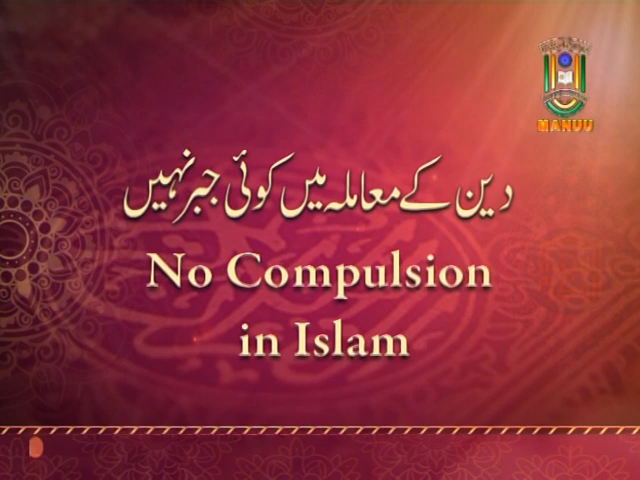 MANUU
دین کے معاملہ میں کوئی جبر نہیں
No Compulsion
in Islam